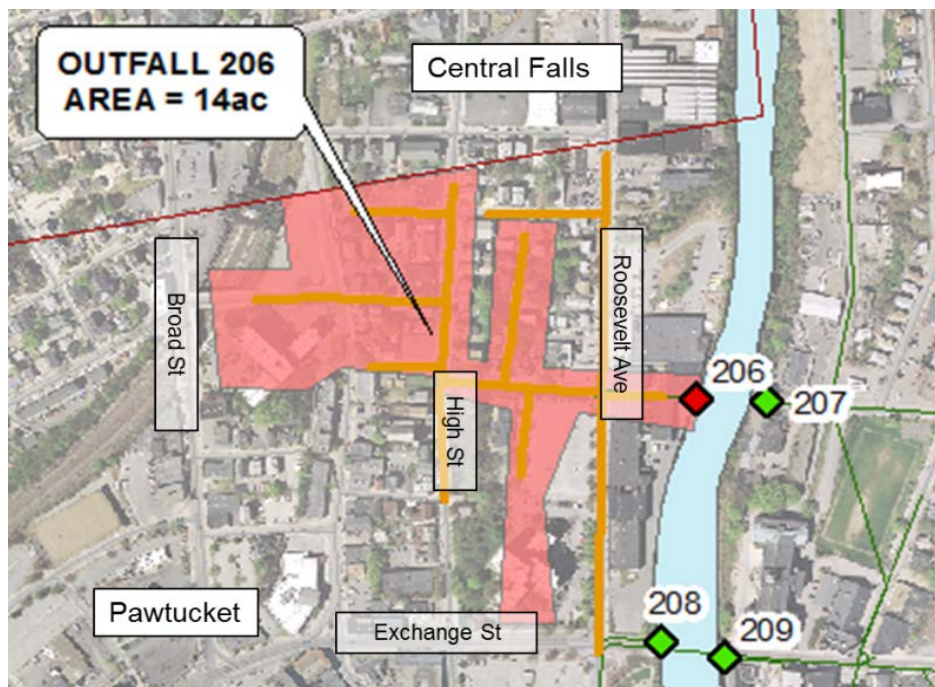 OUTFALL 206
AREA = 14ac
Central Falls
Broad St
Roosevelt Ave
206
207
High St
208
209
Pawtucket
Exchange St